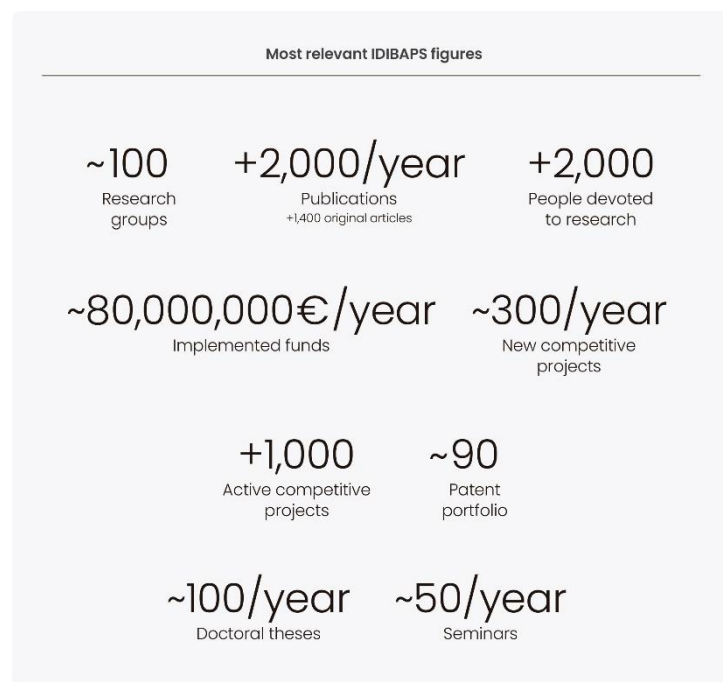 Most relevant IDIBAPS figures
~100
Research
groups
+2,000/year
Publications
+1,400 original articles
+2,000
People devoted
to research
~80,000,000€/year
Implemented funds
~300/year
New competitive
projects
+1,000
Active competitive
projects
~90
Patent
portfolio
~100/year
Doctoral theses
~50/year
Seminars